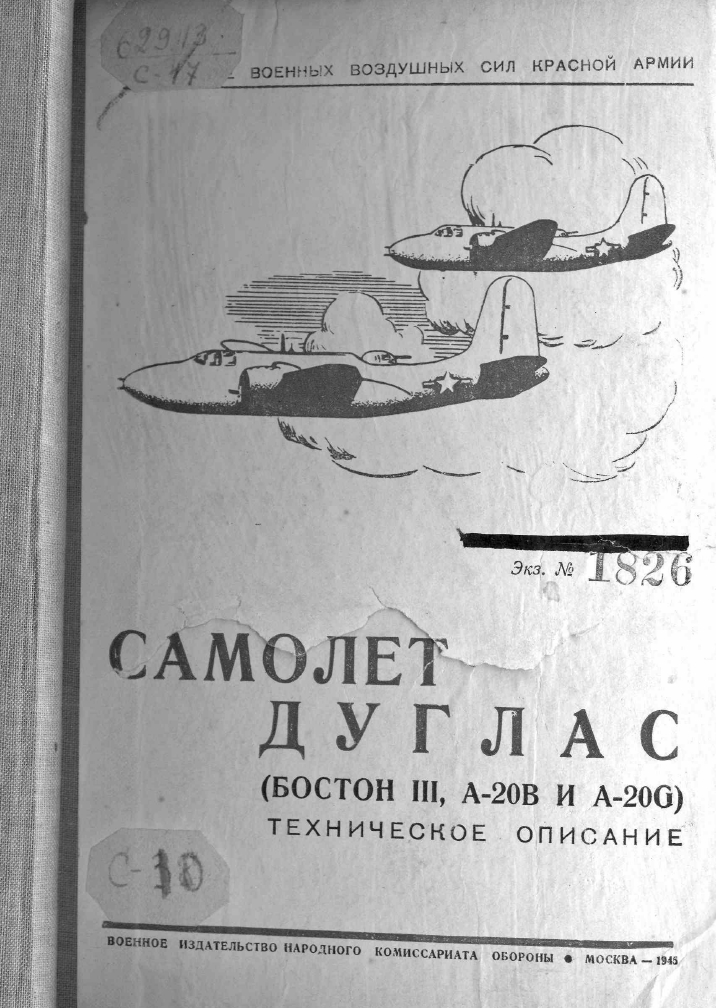 62913
С-17
ВОЕННЫХ ВОЗДУШНЫХ СИЛ КРАСНОЙ АРМИИ
Экз. № 1826
САМОЛЕТ
ДУГЛАС
(БОСТОН III, А-20В И А-20G)
ТЕХНИЧЕСКОЕ ОПИСАНИЕ
С-10
ВОЕННОЕ ИЗДАТЕЛЬСТВО НАРОДНОГО КОМИССАРИАТА ОБОРОНЫ ● МОСКВА — 1945